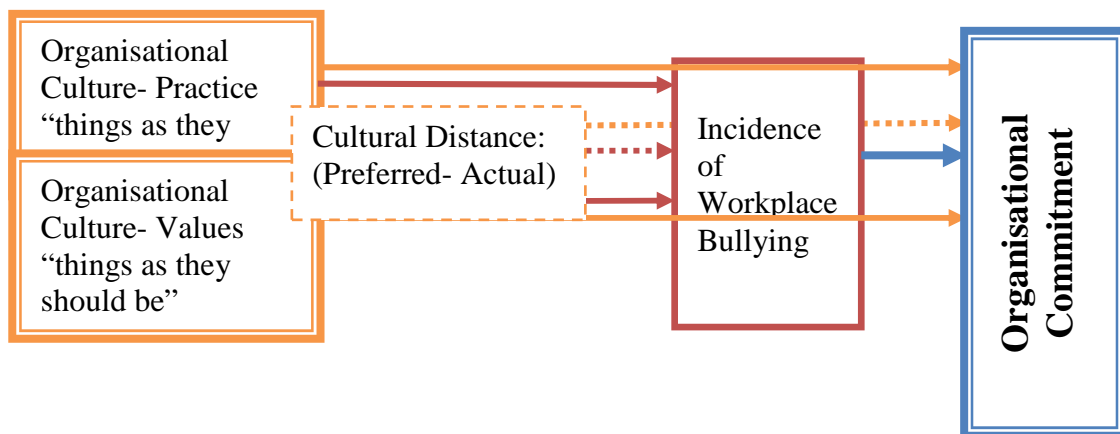 Organisational
Culture- Practice
“things as they
Organisational
Culture- Values
“things as they
should be”
Cultural Distance:
(Preferred- Actual)
Incidence
of
Workplace
Bullying
Organisational
Commitment